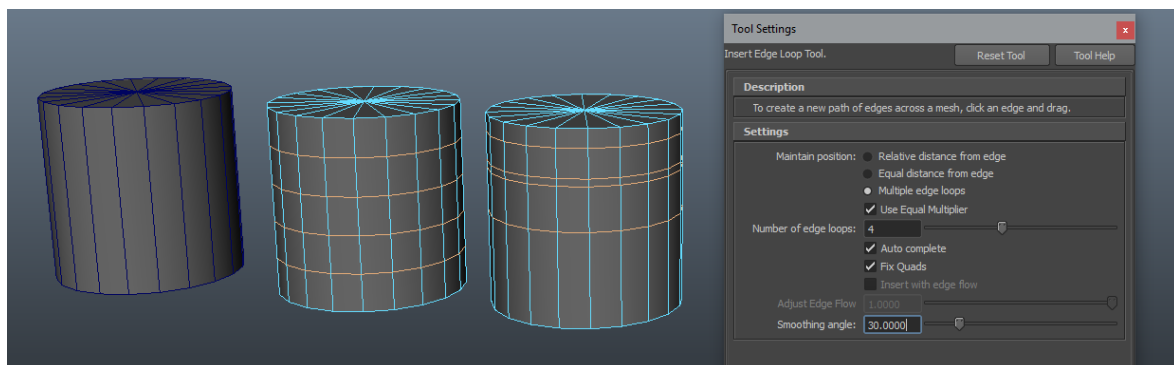 Tool Settings
x
Insert Edge Loop Tool.
Reset Tool
Tool Help
Description
To create a new path of edges across a mesh, click an edge and drag.
Settings
Maintain position:
Relative distance from edge
Equal distance from edge
Multiple edge loops
Use Equal Multiplier
Number of edge loops: 4
Auto complete
Fix Quads
Insert with edge flow
Adjust Edge Flow 1.0000
Smoothing angle: 30.0000